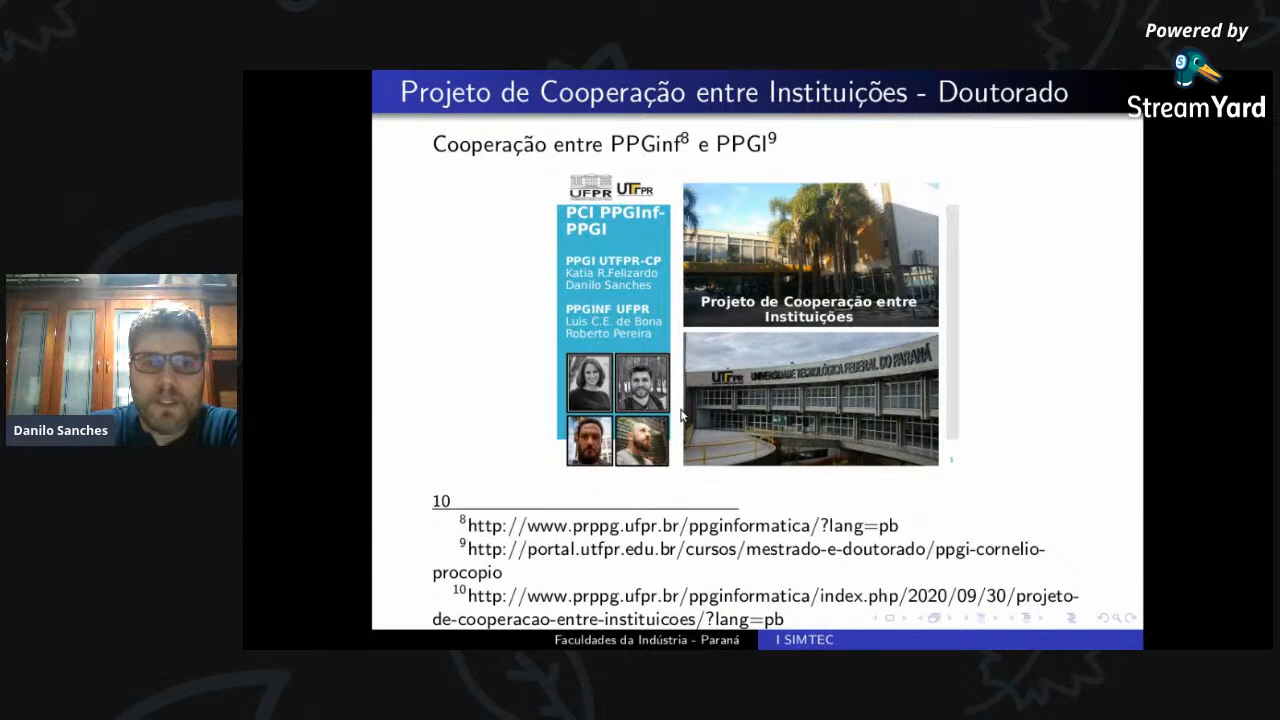 Powered by
StreamYard
Projeto de Cooperação entre Instituições - Doutorado
Cooperação entre PPGinf8 e PPGI9
UFPR UTFPR
PCI PPGInf-
PPGI
PPGI UTFPR-CP
Katia R.Felizardo
Danilo Sanches
PPGINF UFPR
Luis C.E. de Bona
Roberto Pereira
Projeto de Cooperação entre
Instituições
UTFPR UNIVERSIDADE TECNOLÓGICA FEDERAL DO PARANÁ
1
Danilo Sanches
10
8http://www.prppg.ufpr.br/ppginformatica/?lang=pb
9http://portal.utfpr.edu.br/cursos/mestrado-e-doutorado/ppgi-cornelio-
procopio
10http://www.prppg.ufpr.br/ppginformatica/index.php/2020/09/30/projeto-
de-cooperacao-entre-instituicoes/?lang=pb
Faculdades da Indústria - Paraná
I SIMTEC